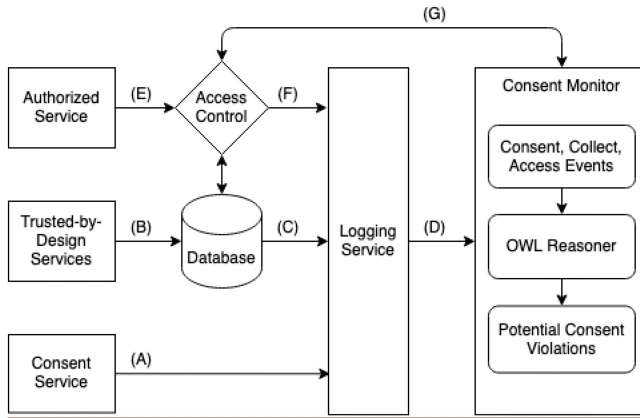 (G)
Authorized
Service
(E)
Access
Control
(F)
Consent Monitor
Consent, Collect,
Access Events
Trusted-by-
Design
Services
(B)
Database
(C)
Logging
Service
(D)
OWL Reasoner
Potential Consent
Violations
Consent
Service
(A)